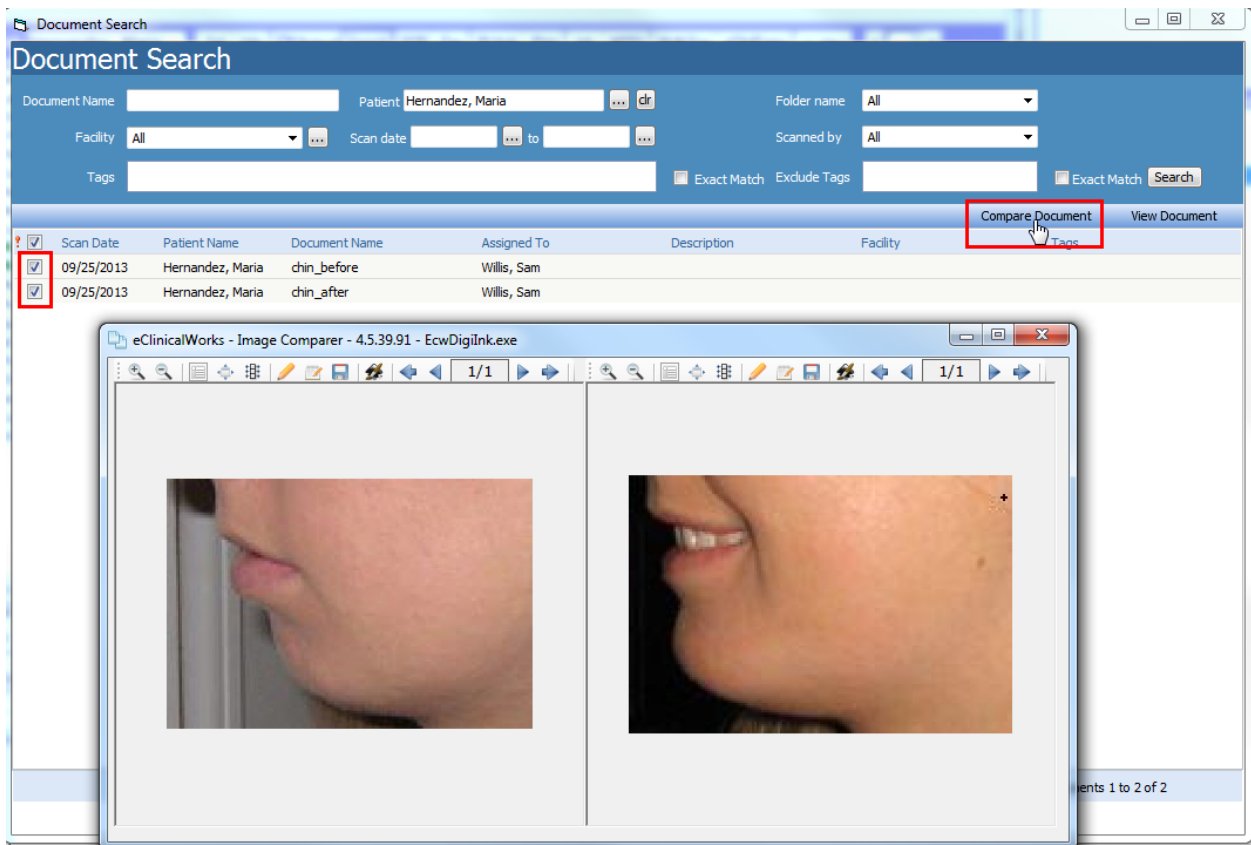 Document Search
Document Search
Document Name Patient Hernandez, Maria ... clr Folder name All
Facility All ... Scan date ... to ... Scanned by All
Tags Exact Match Exclude Tags Exact Match Search
Compare Document View Document
! Scan Date Patient Name Document Name Assigned To Description Facility Tags
09/25/2013 Hernandez, Maria chin_before Willis, Sam
09/25/2013 Hernandez, Maria chin_after Willis, Sam
eClinicalWorks - Image Comparer - 4.5.39.91 - EcwDigiInk.exe
1/1 1/1
1 to 2 of 2